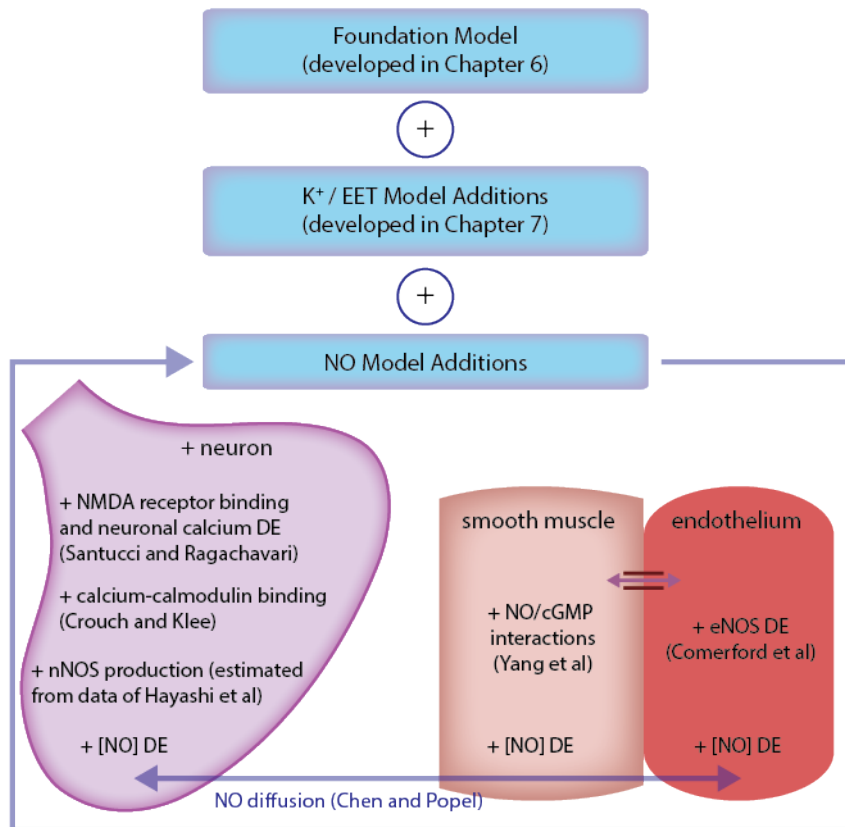 Foundation Model
(developed in Chapter 6)
+
K⁺ / EET Model Additions
(developed in Chapter 7)
+
NO Model Additions
+ neuron
+ NMDA receptor binding
and neuronal calcium DE
(Santucci and Ragachavari)
+ calcium-calmodulin binding
(Crouch and Klee)
+ nNOS production (estimated
from data of Hayashi et al)
+ [NO] DE
smooth muscle
+ NO/cGMP
interactions
(Yang et al)
+ [NO] DE
endothelium
+ eNOS DE
(Comerford et al)
+ [NO] DE
NO diffusion (Chen and Popel)